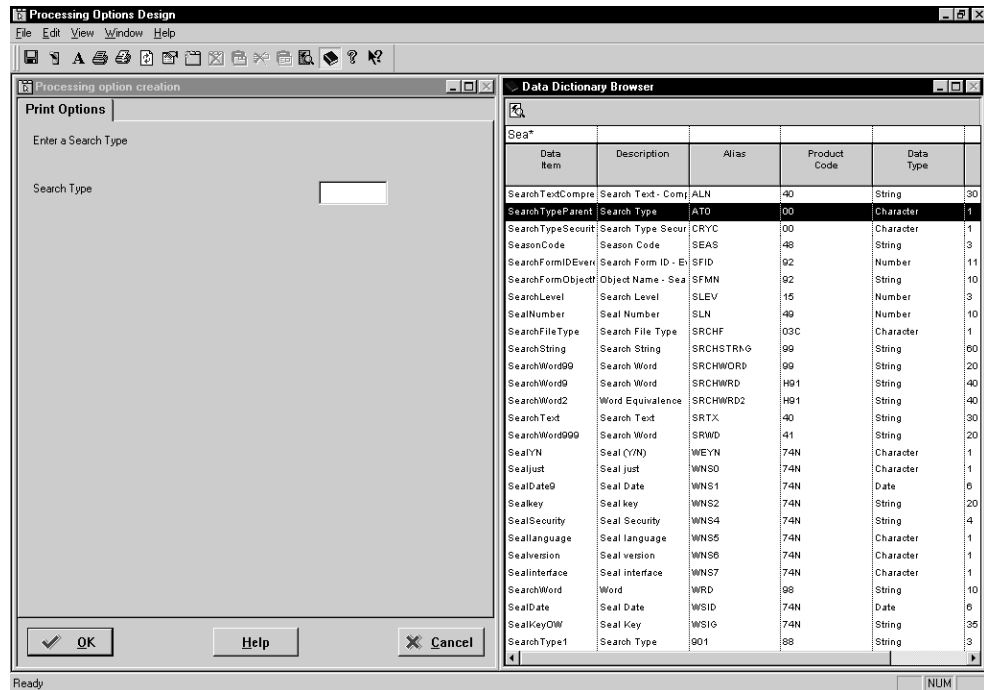 Processing Options Design
File Edit View Window Help
Processing option creation
Print Options
Enter a Search Type
Search Type
OK Help Cancel
Data Dictionary Browser
Sea*
Data Item Description Alias Product Code Data Type
SearchTextCompre Search Text - Comp ALN 40 String 30
SearchTypeParent Search Type AT0 00 Character 1
SearchTypeSecurit Search Type Secur CRYC 00 Character 1
SeasonCode Season Code SEAS 48 String 3
SearchFormIDEver Search Form ID - Ev SFID 92 Number 11
SearchFormObject Object Name - Sea SFMN 92 String 10
SearchLevel Search Level SLEV 15 Number 3
SealNumber Seal Number SLN 49 Number 10
SearchFileType Search File Type SRCHF 03C Character 1
SearchString Search String SRCHSTRNG 99 String 60
SearchWord99 Search Word SRCHWORD 99 String 20
SearchWord9 Search Word SRCHWRD H91 String 40
SearchWord2 Word Equivalence SRCHWRD2 H91 String 40
SearchText Search Text SRTX 40 String 30
SearchWord999 Search Word SRWD 41 String 20
SealYN Seal (Y/N) WEYN 74N Character 1
Sealjust Seal just WNS0 74N Character 1
SealDate9 Seal Date WNS1 74N Date 6
Sealkey Seal key WNS2 74N String 20
SealSecurity Seal Security WNS4 74N String 4
Seallanguage Seal language WNS5 74N Character 1
Sealversion Seal version WNS6 74N Character 1
Sealinterface Seal interface WNS7 74N Character 1
SearchWord Word WRD 98 String 10
SealDate Seal Date WSID 74N Date 6
SealKeyOW Seal Key WSIG 74N String 35
SearchType1 Search Type 901 88 String 3
Ready NUM